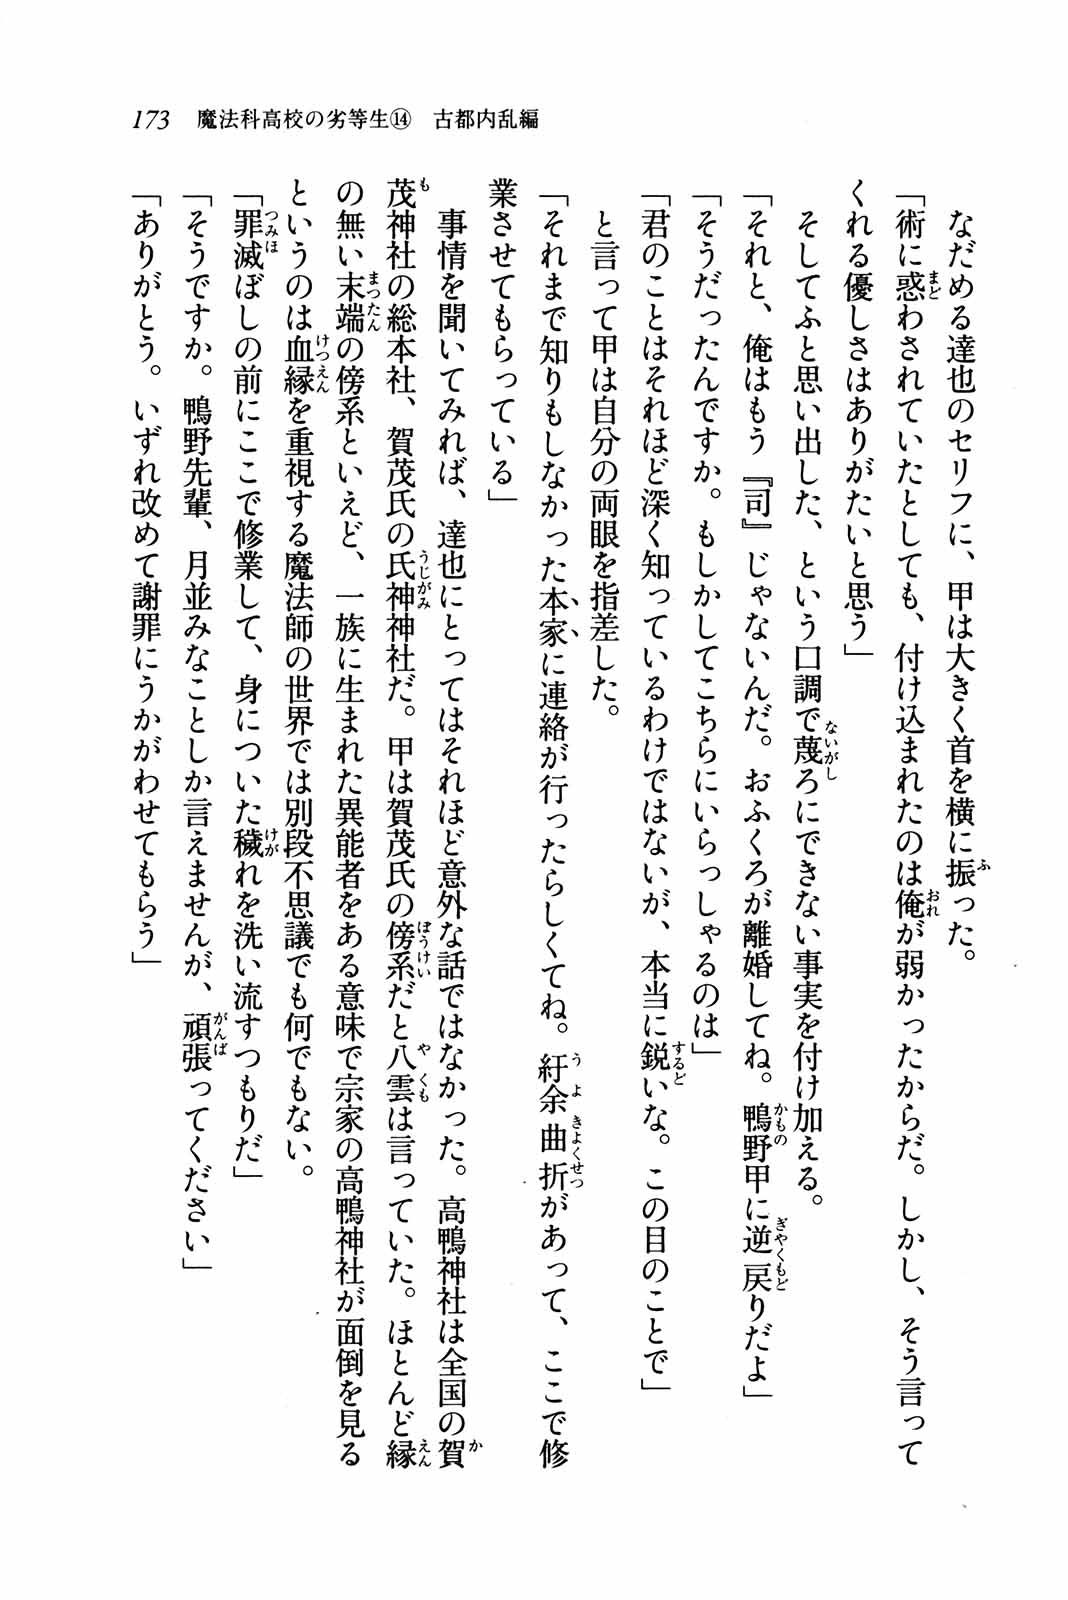 173　魔法科高校の劣等生⑭　古都内乱編
　なだめる達也のセリフに、甲は大きく首を横に振った。
「術に惑わされていたとしても、付け込まれたのは俺が弱かったからだ。しかし、そう言って
くれる優しさはありがたいと思う」
　そしてふと思い出した、という口調で蔑ろにできない事実を付け加える。
「それと、俺はもう『司』じゃないんだ。おふくろが離婚してね。鴨野甲に逆戻りだよ」
「そうだったんですか。もしかしてこちらにいらっしゃるのは」
「君のことはそれほど深く知っているわけではないが、本当に鋭いな。この目のことで」
　と言って甲は自分の両眼を指差した。
「それまで知りもしなかった本家に連絡が行ったらしくてね。紆余曲折があって、ここで修
業させてもらっている」
　事情を聞いてみれば、達也にとってはそれほど意外な話ではなかった。高鴨神社は全国の賀
茂神社の総本社、賀茂氏の氏神神社だ。甲は賀茂氏の傍系だと八雲は言っていた。ほとんど縁
の無い末端の傍系といえど、一族に生まれた異能者をある意味で宗家の高鴨神社が面倒を見る
というのは血縁を重視する魔法師の世界では別段不思議でも何でもない。
「罪滅ぼしの前にここで修業して、身についた穢れを洗い流すつもりだ」
「そうですか。鴨野先輩、月並みなことしか言えませんが、頑張ってください」
「ありがとう。いずれ改めて謝罪にうかがわせてもらう」